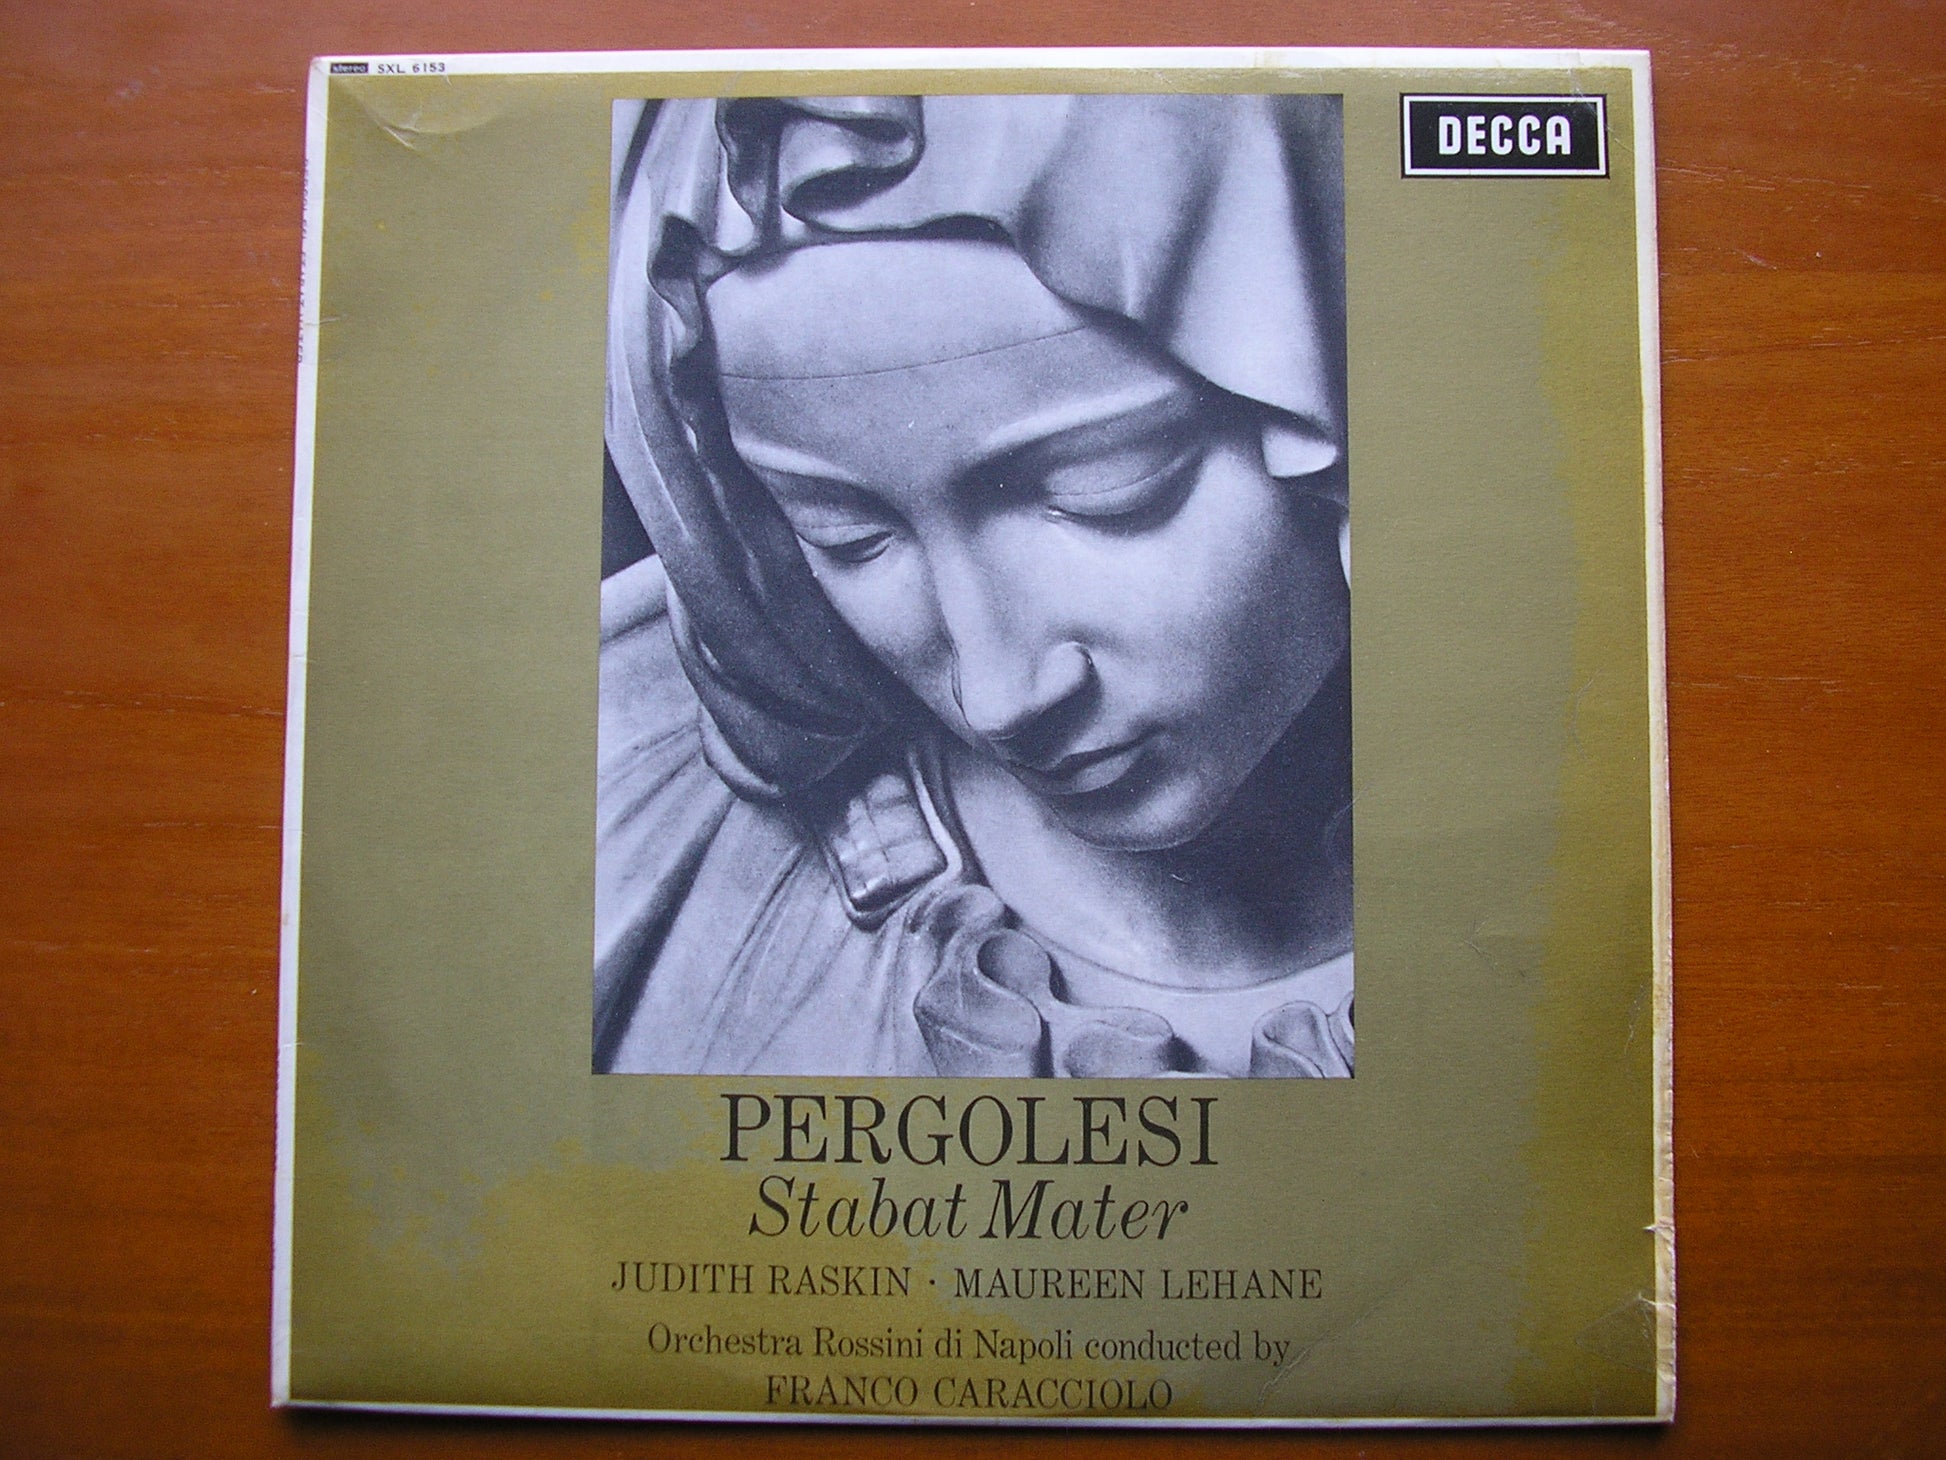 stereo SXL 6153
DECCA
PERGOLESI
Stabat Mater
JUDITH RASKIN · MAUREEN LEHANE
Orchestra Rossini di Napoli conducted by
FRANCO CARACCIOLO